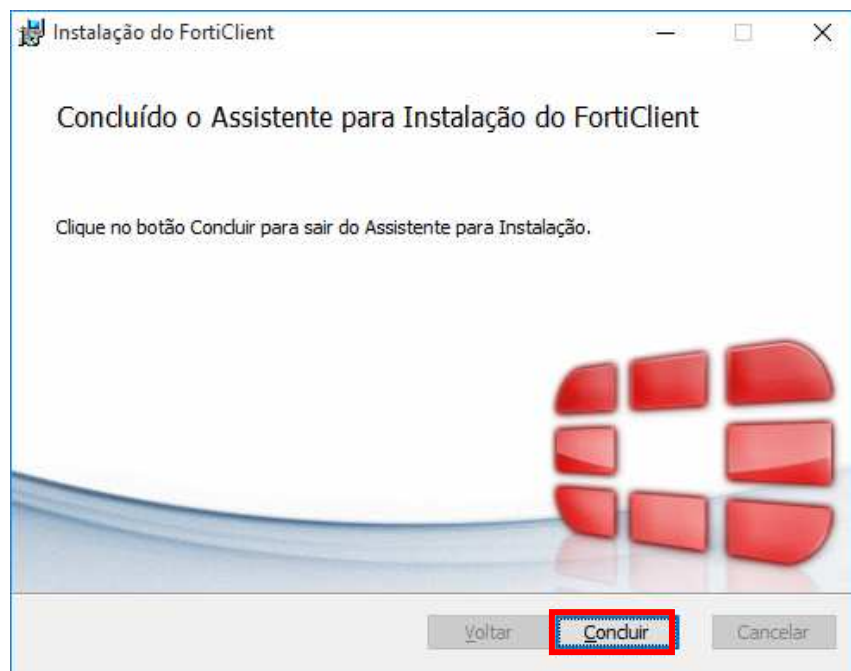 Instalação do FortiClient
Concluído o Assistente para Instalação do FortiClient
Clique no botão Concluir para sair do Assistente para Instalação.
Voltar Concluir Cancelar